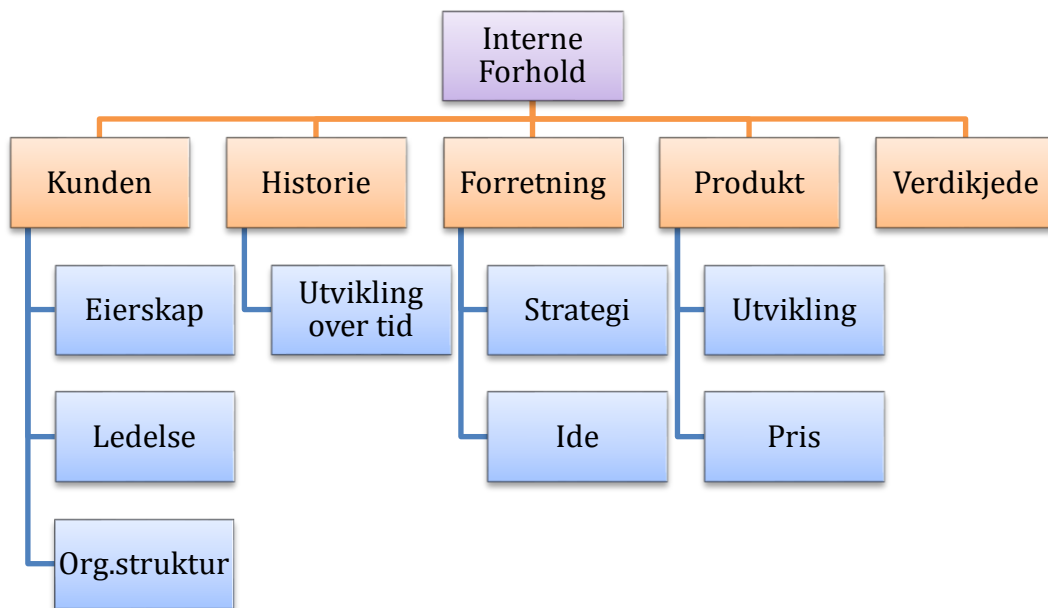 Interne
Forhold
Kunden
Historie
Forretning
Produkt
Verdikjede
Eierskap
Utvikling
over tid
Strategi
Utvikling
Ledelse
Ide
Pris
Org.struktur